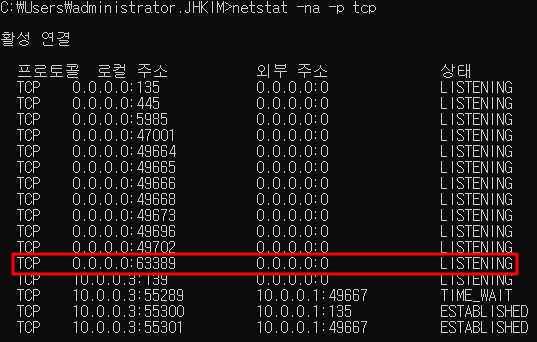 C:\Users\administrator.JHKIM>netstat -na -p tcp
활성 연결
프로토콜 로컬 주소 외부 주소 상태
TCP 0.0.0.0:135 0.0.0.0:0 LISTENING
TCP 0.0.0.0:445 0.0.0.0:0 LISTENING
TCP 0.0.0.0:5985 0.0.0.0:0 LISTENING
TCP 0.0.0.0:47001 0.0.0.0:0 LISTENING
TCP 0.0.0.0:49664 0.0.0.0:0 LISTENING
TCP 0.0.0.0:49665 0.0.0.0:0 LISTENING
TCP 0.0.0.0:49666 0.0.0.0:0 LISTENING
TCP 0.0.0.0:49668 0.0.0.0:0 LISTENING
TCP 0.0.0.0:49673 0.0.0.0:0 LISTENING
TCP 0.0.0.0:49696 0.0.0.0:0 LISTENING
TCP 0.0.0.0:49702 0.0.0.0:0 LISTENING
TCP 0.0.0.0:63389 0.0.0.0:0 LISTENING
TCP 10.0.0.3:139 0.0.0.0:0 LISTENING
TCP 10.0.0.3:55289 10.0.0.1:49667 TIME_WAIT
TCP 10.0.0.3:55300 10.0.0.1:135 ESTABLISHED
TCP 10.0.0.3:55301 10.0.0.1:49667 ESTABLISHED